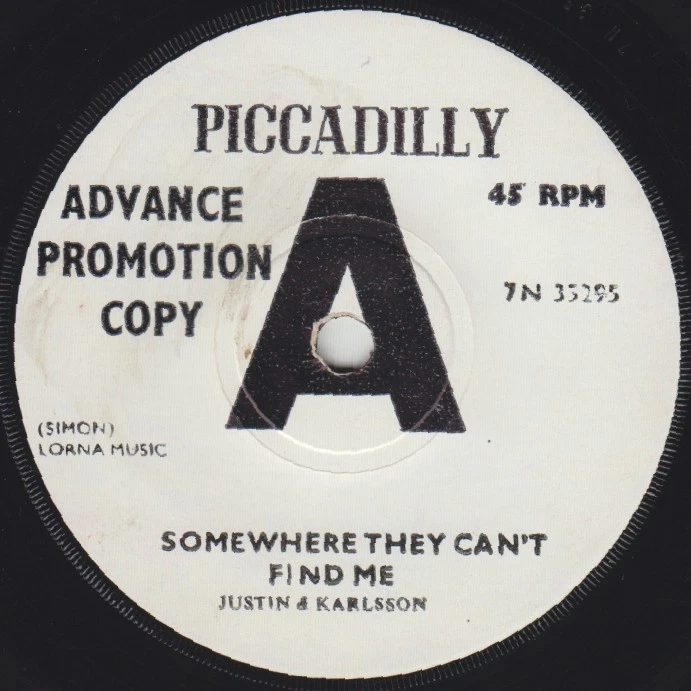 PICCADILLY
ADVANCE
PROMOTION
COPY
A
45 RPM
7N 35295
(SIMON)
LORNA MUSIC
SOMEWHERE THEY CAN'T
FIND ME
JUSTIN & KARLSSON